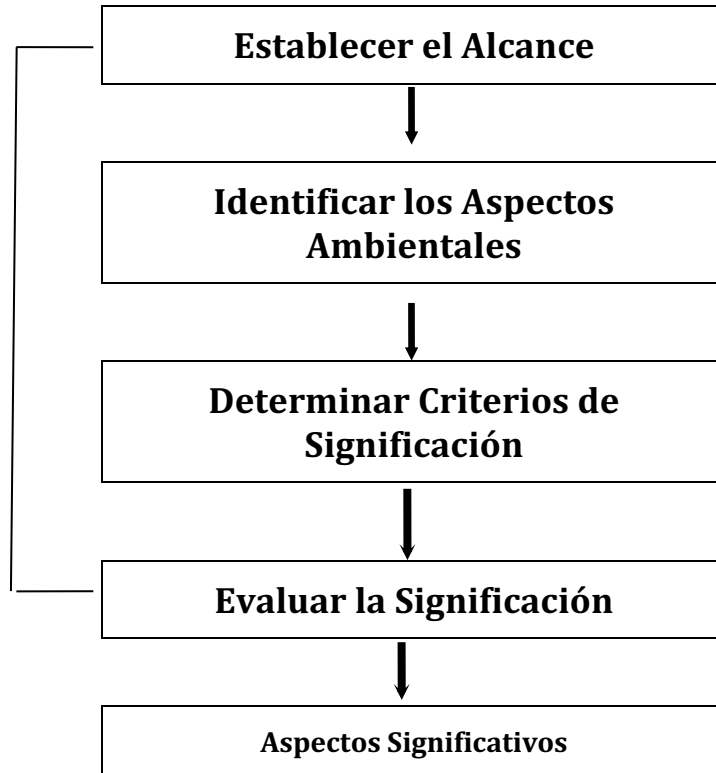 Establecer el Alcance
Identificar los Aspectos
Ambientales
Determinar Criterios de
Significación
Evaluar la Significación
Aspectos Significativos